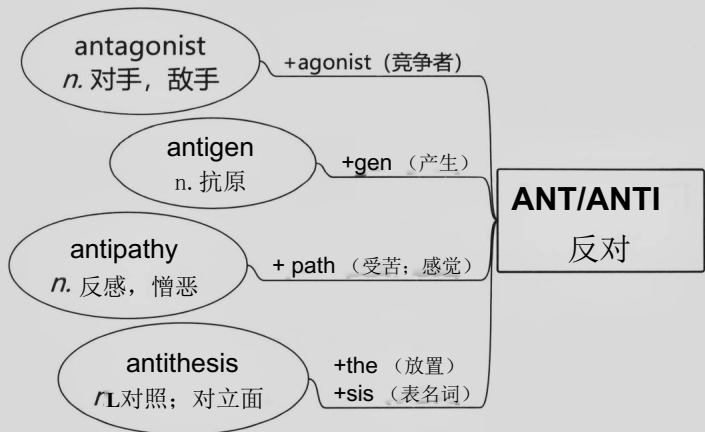 antagonist
n. 对手，敌手
+agonist（竞争者）
antigen
n. 抗原
+gen （产生）
ANT/ANTI
反对
antipathy
n. 反感，憎恶
+ path （受苦；感觉）
antithesis
rL对照；对立面
+the （放置）
+sis （表名词）